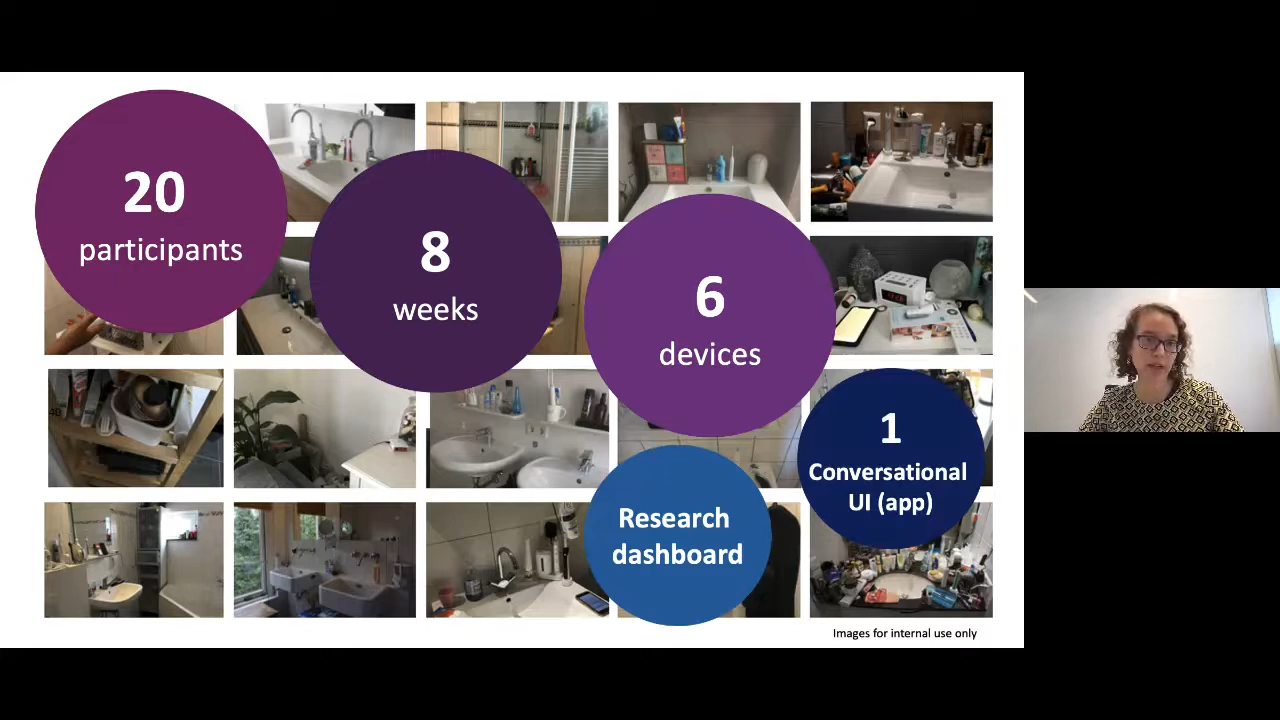 20
participants
8
weeks
6
devices
1
Conversational
UI (app)
Research
dashboard
Images for internal use only